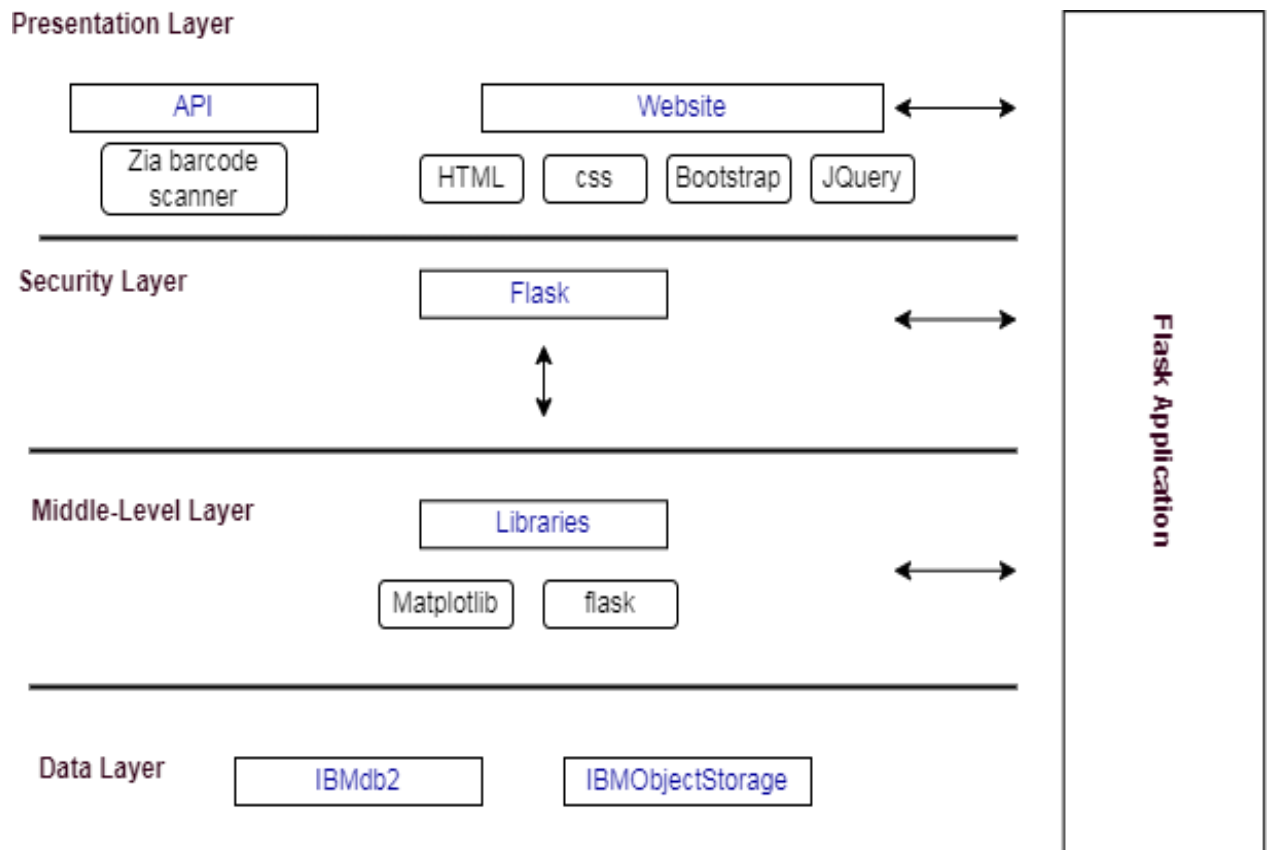 Presentation Layer
API
Website
Zia barcode
scanner
HTML
css
Bootstrap
JQuery
Security Layer
Flask
Middle-Level Layer
Libraries
Matplotlib
flask
Data Layer
IBMdb2
IBMObjectStorage
Flask Application